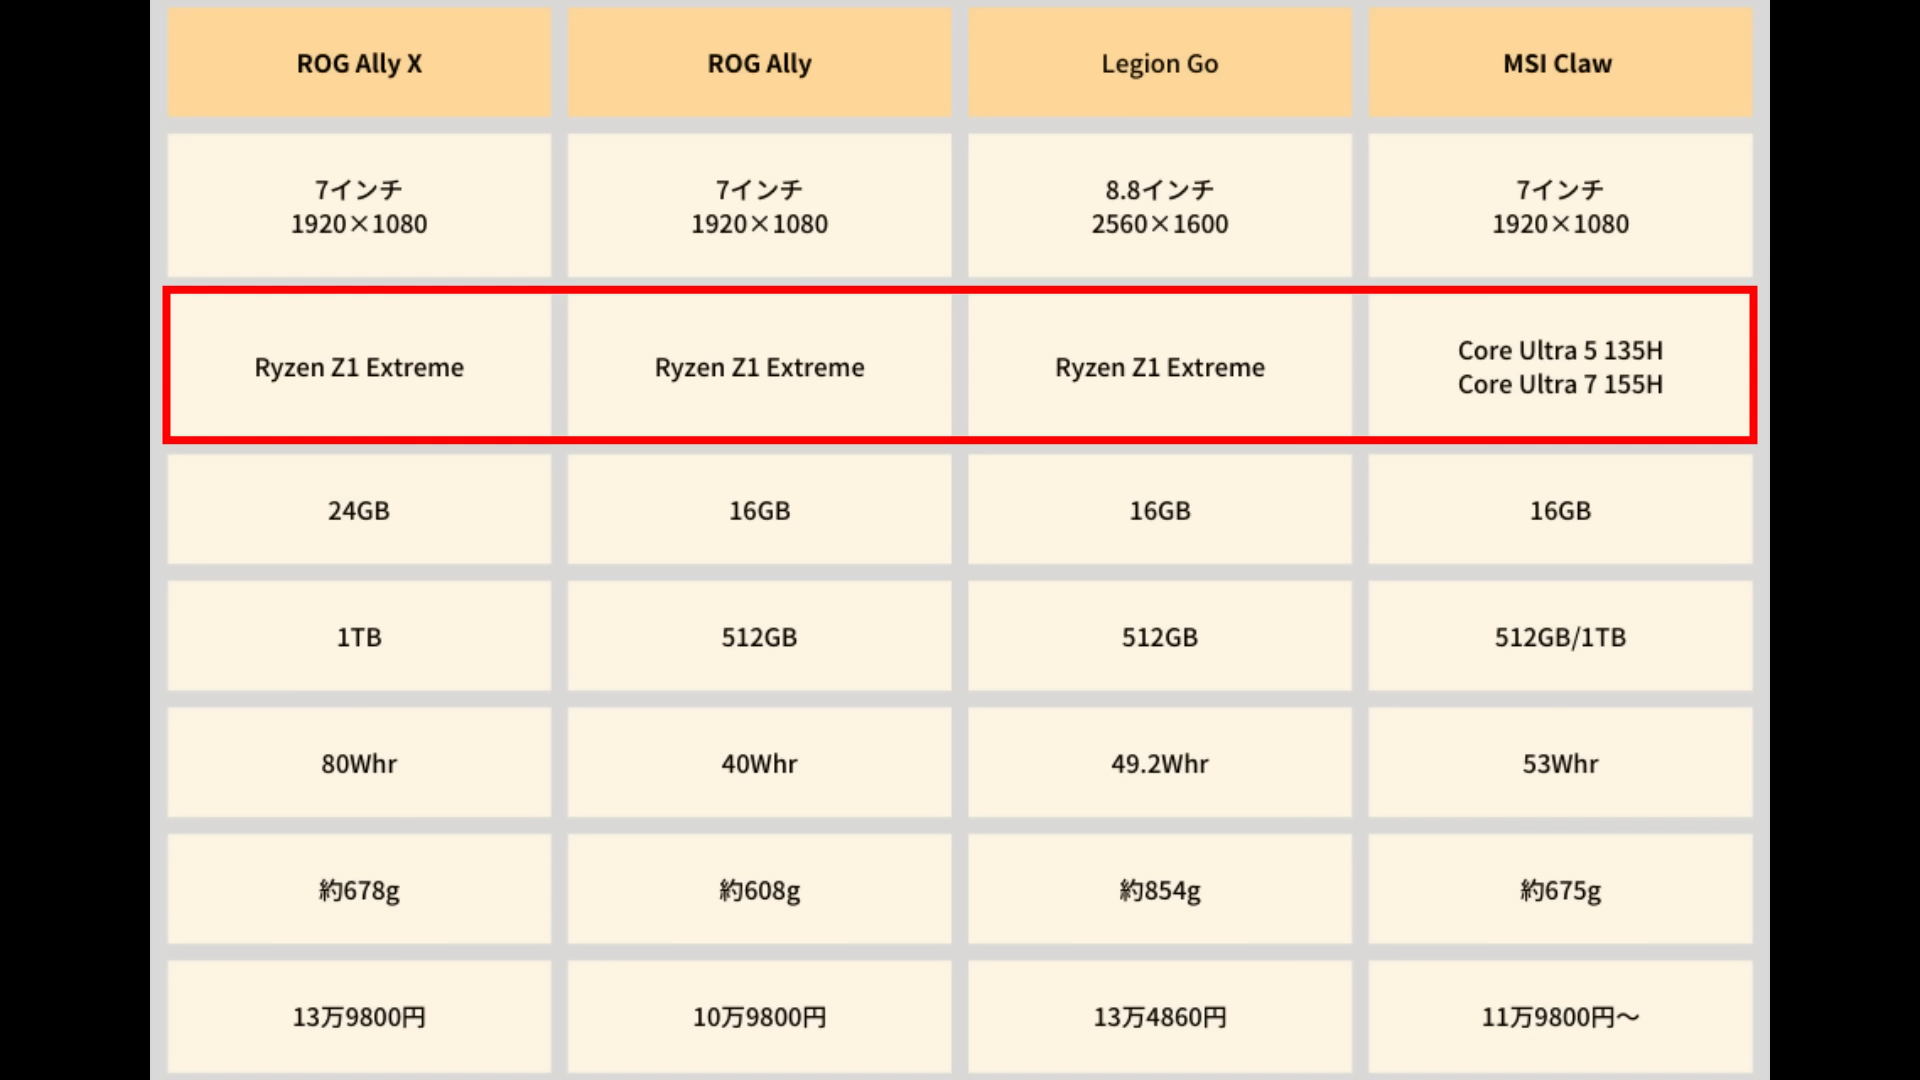 ROG Ally X
ROG Ally
Legion Go
MSI Claw
7インチ
1920×1080
7インチ
1920×1080
8.8インチ
2560×1600
7インチ
1920×1080
Ryzen Z1 Extreme
Ryzen Z1 Extreme
Ryzen Z1 Extreme
Core Ultra 5 135H
Core Ultra 7 155H
24GB
16GB
16GB
16GB
1TB
512GB
512GB
512GB/1TB
80Whr
40Whr
49.2Whr
53Whr
約678g
約608g
約854g
約675g
13万9800円
10万9800円
13万4860円
11万9800円～